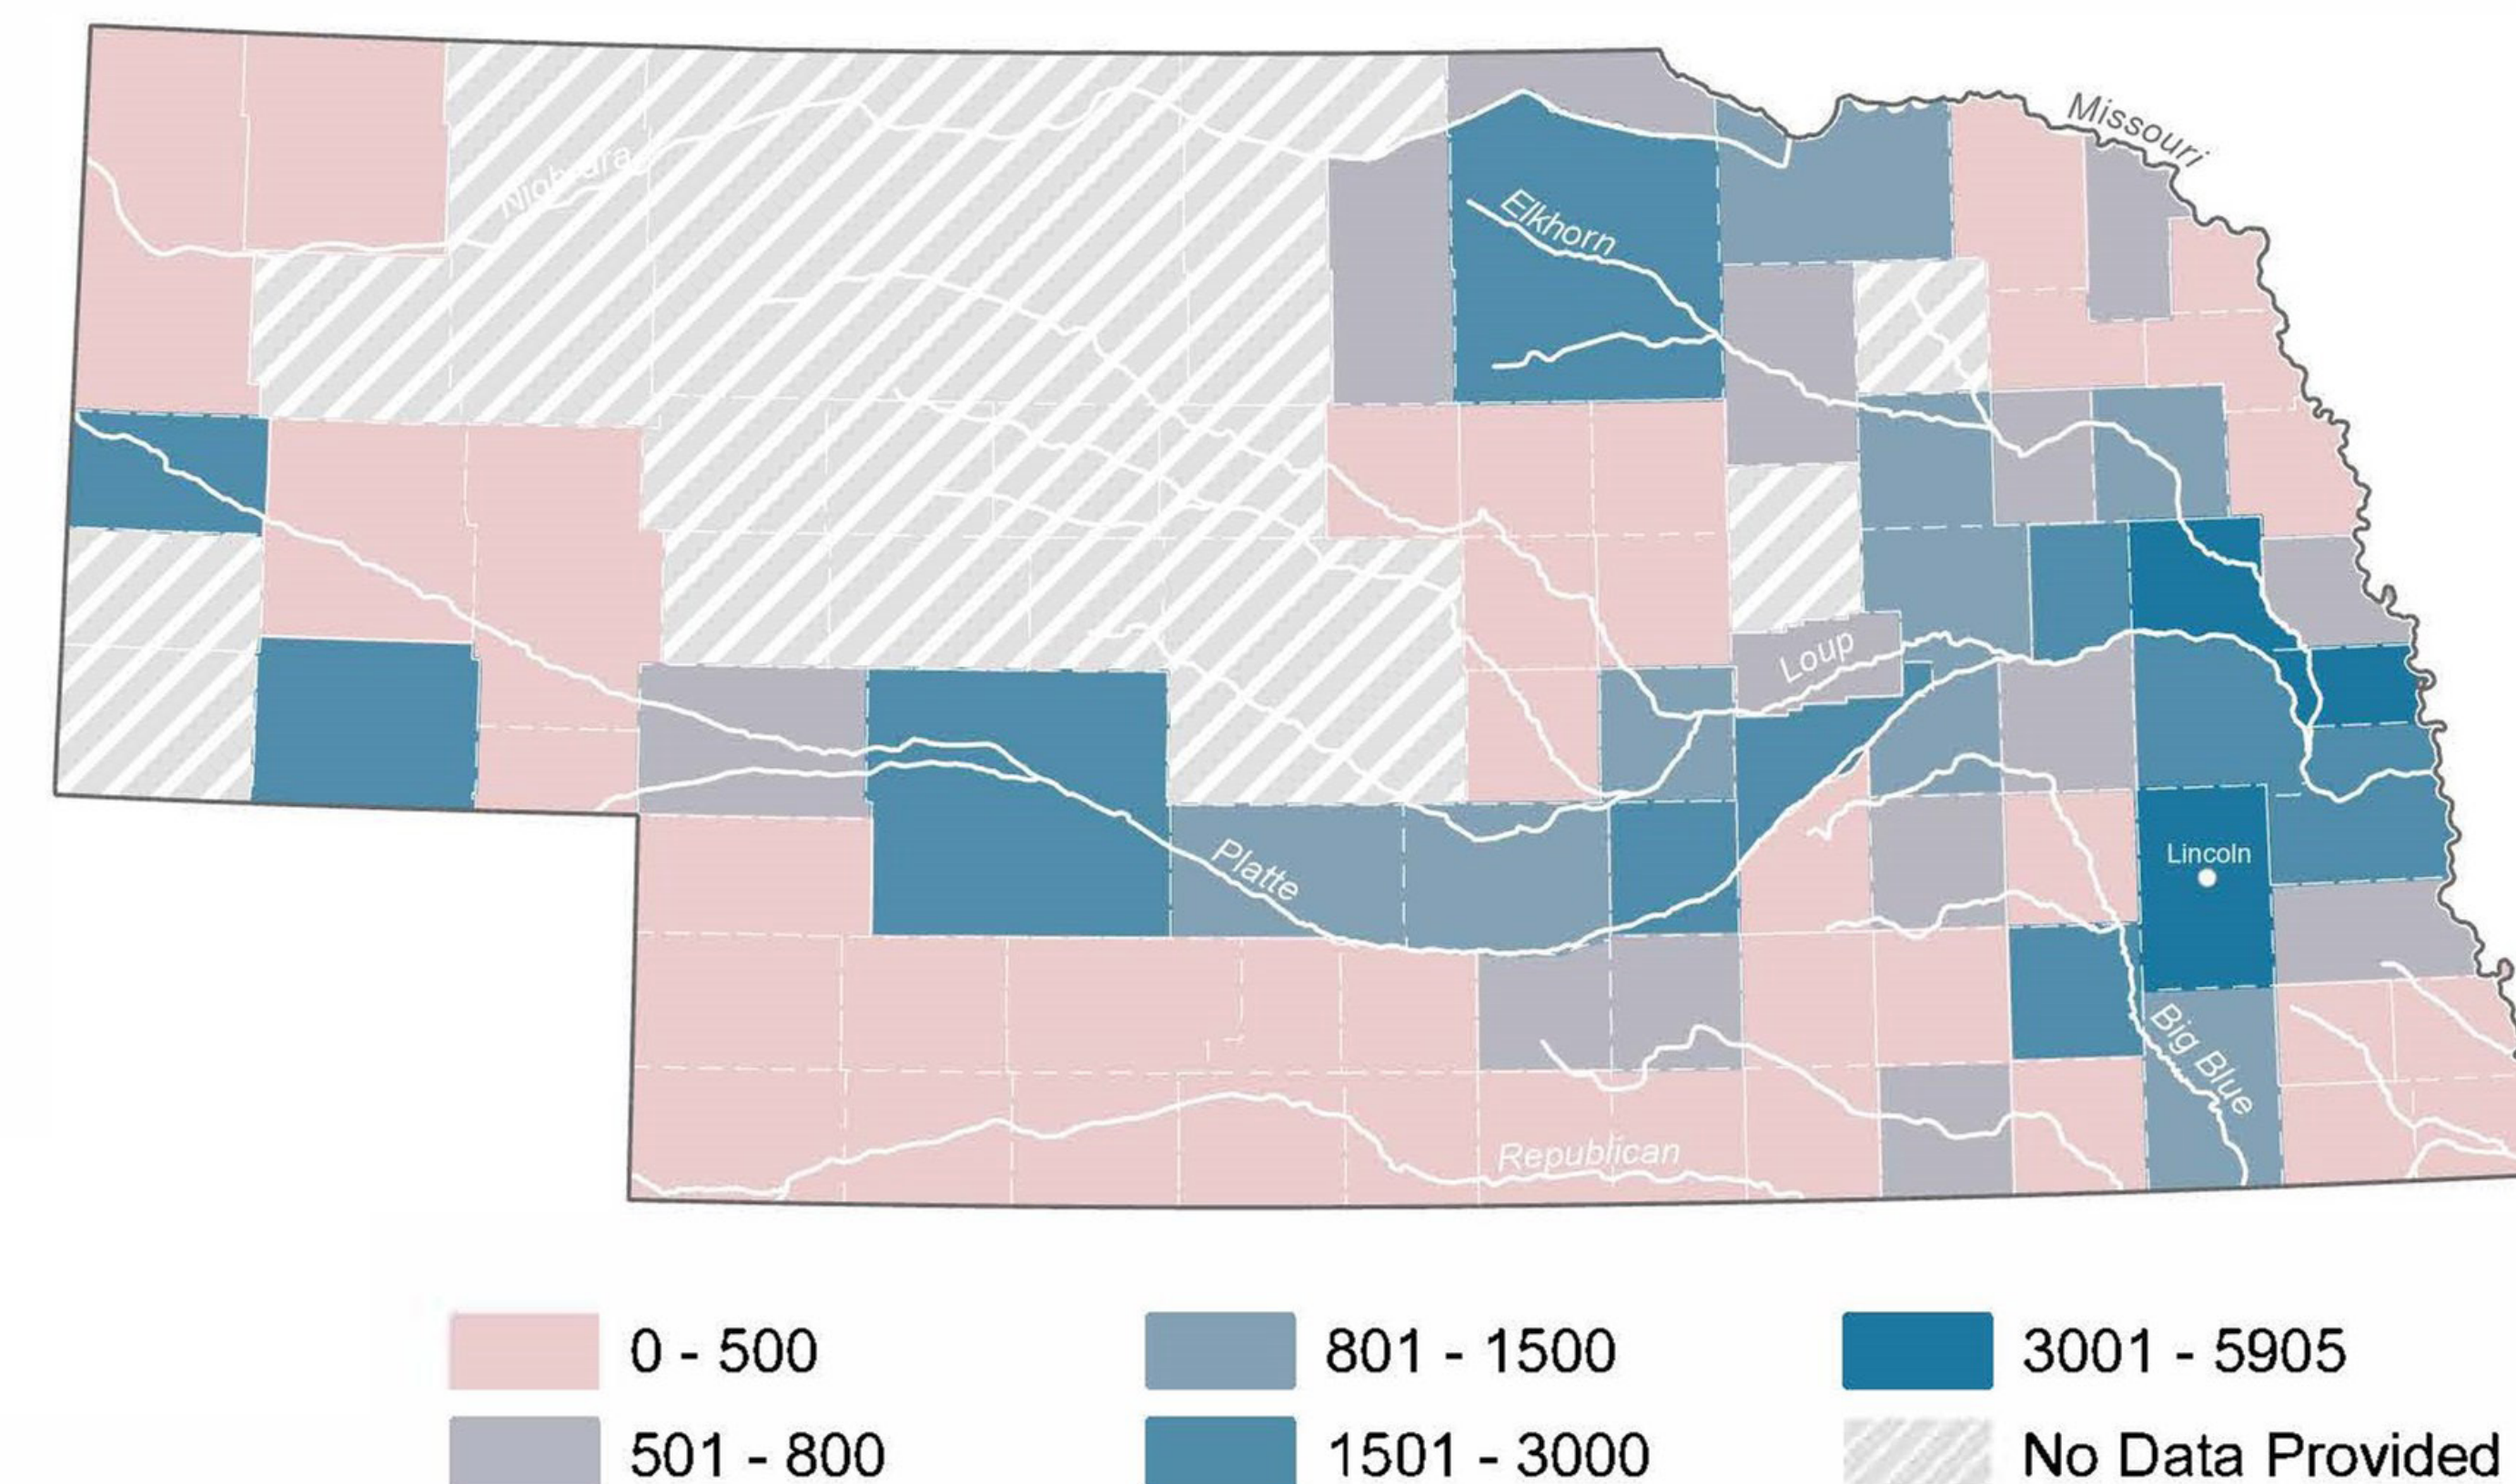 Missouri
Niobrara
Elkhorn
Loup
Platte
Lincoln
Big Blue
Republican
0 - 500
801 - 1500
3001 - 5905
501 - 800
1501 - 3000
No Data Provided